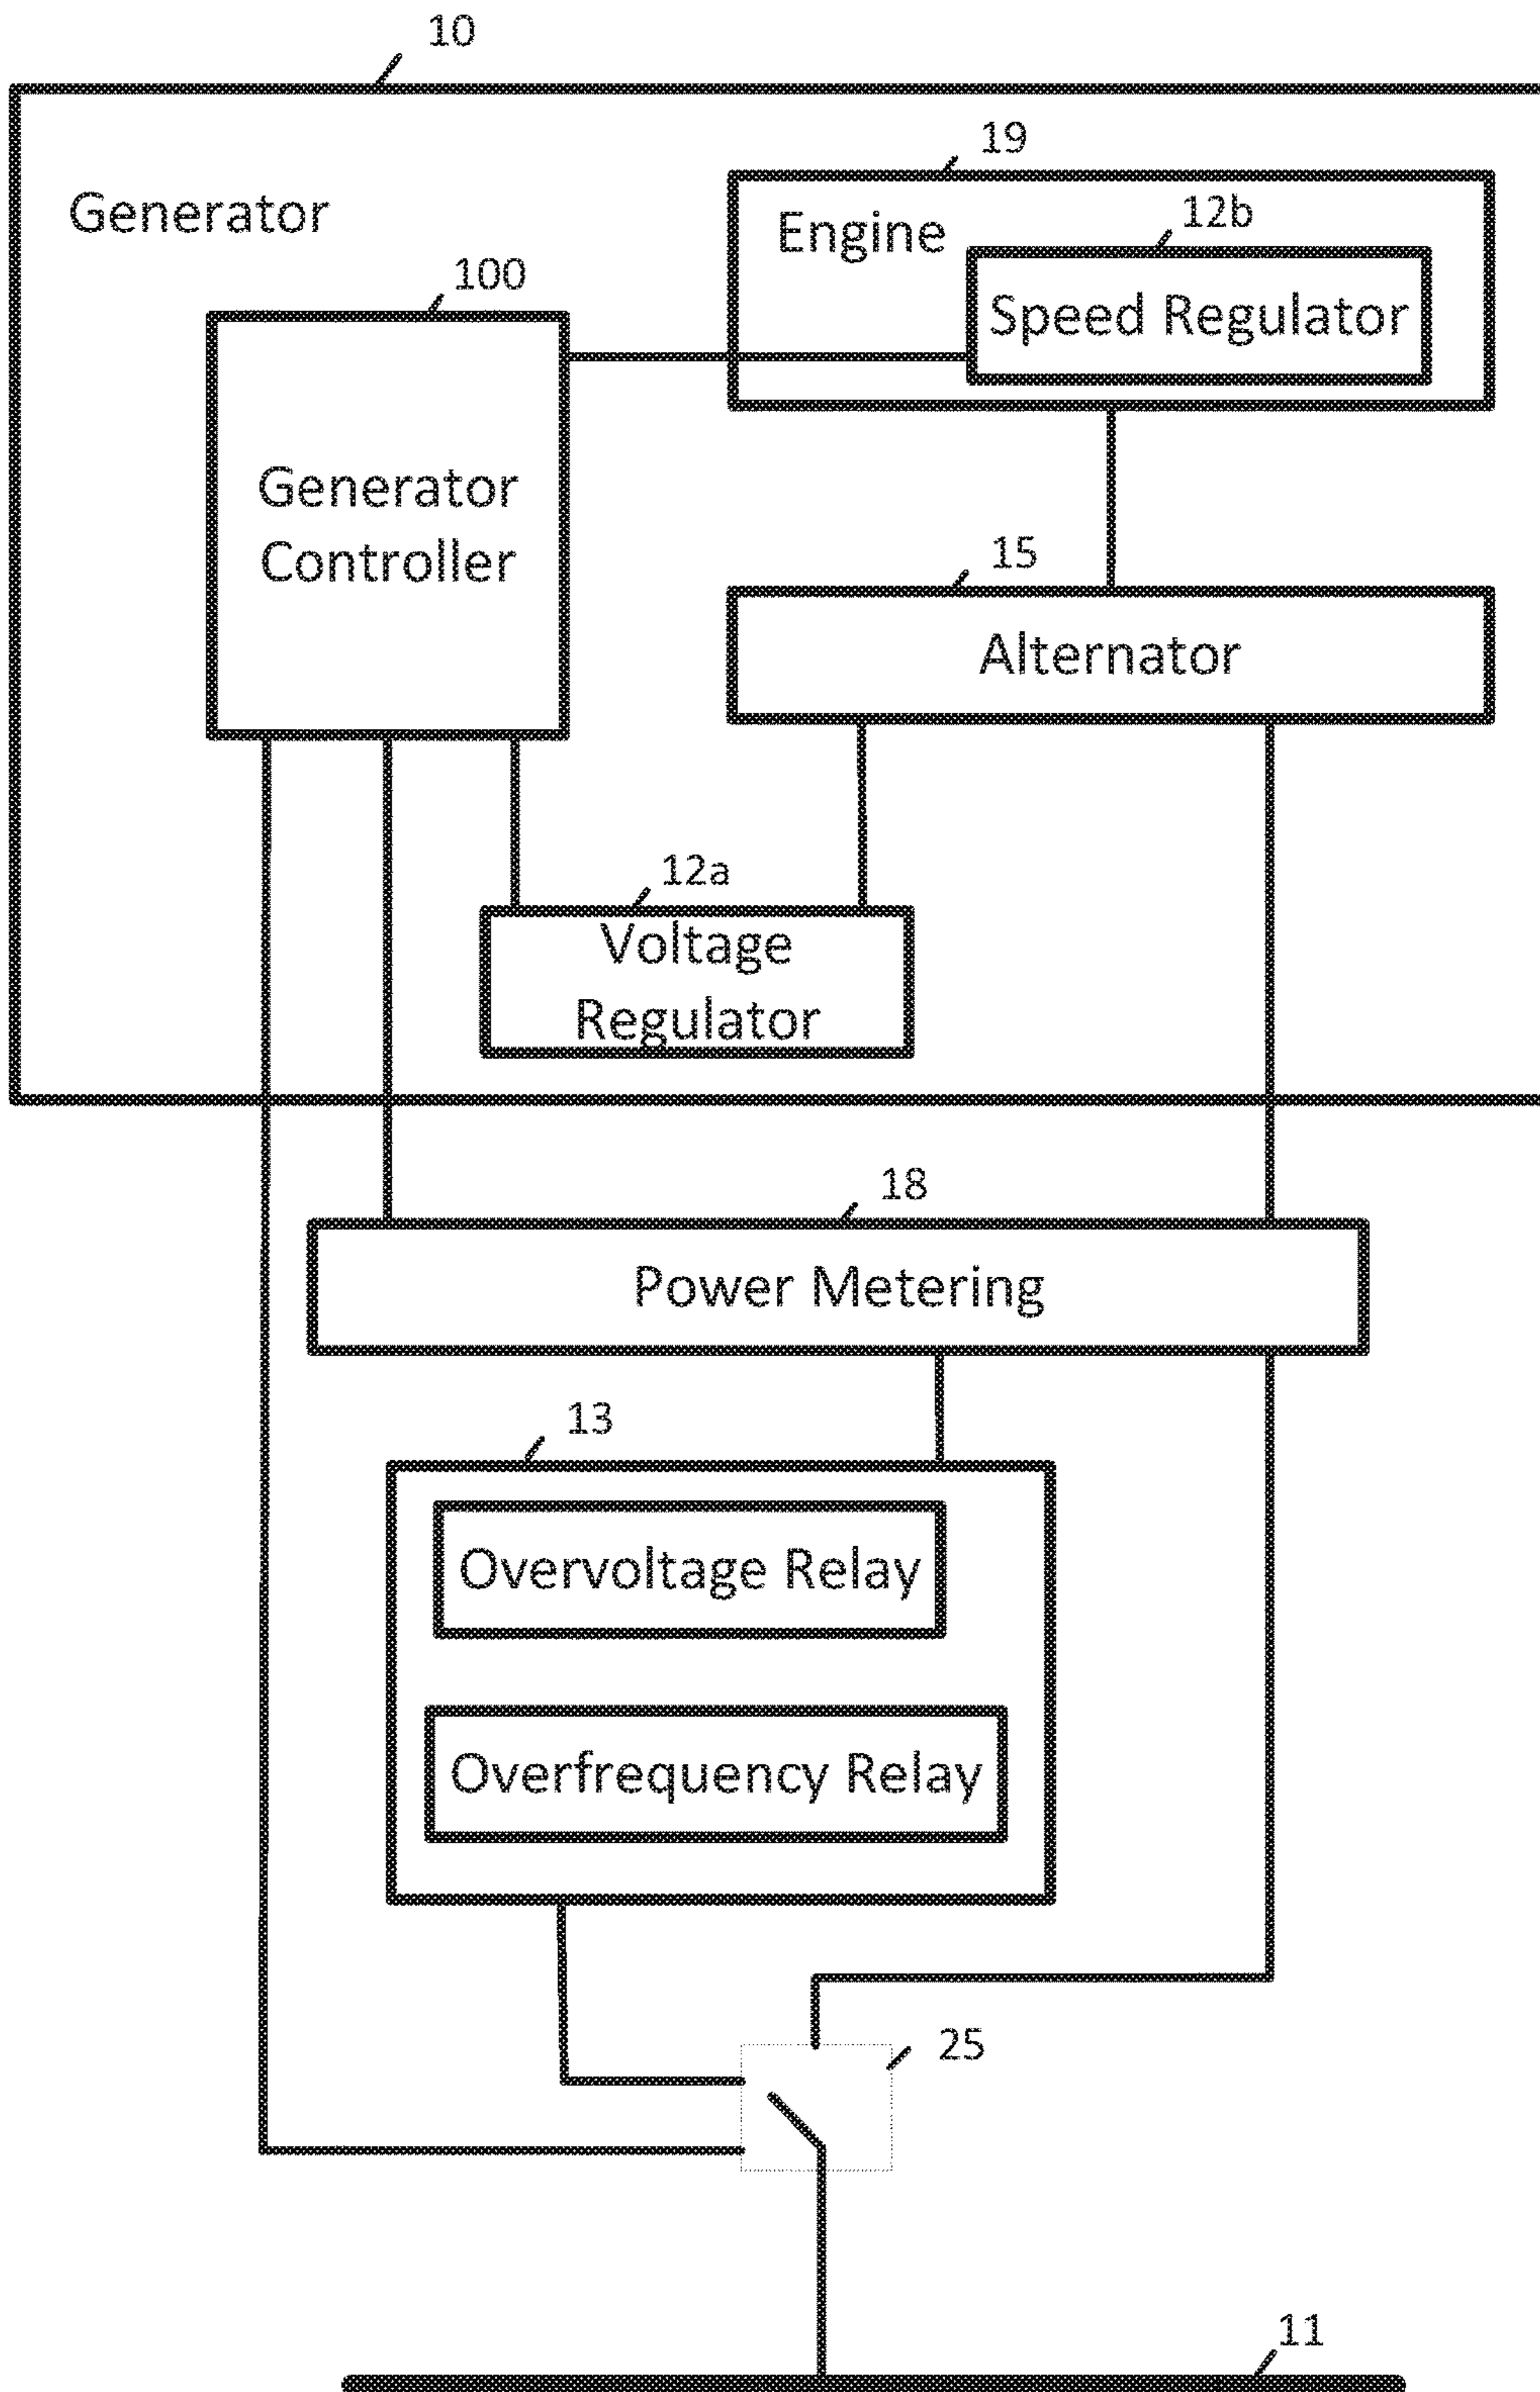 10
19
Generator
Engine
12b
100
Speed Regulator
Generator
Controller
15
Alternator
12a
Voltage
Regulator
18
Power Metering
13
Overvoltage Relay
Overfrequency Relay
25
11